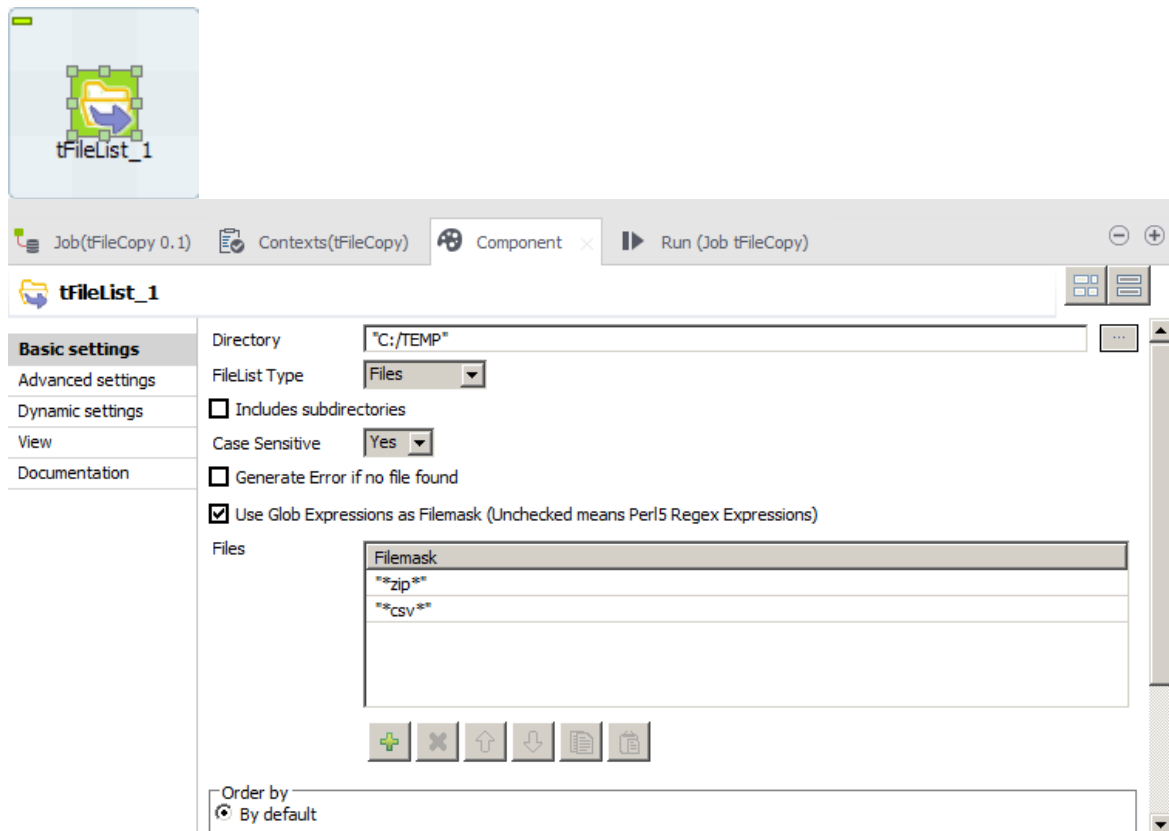 tFileList_1
Job(tFileCopy 0.1) Contexts(tFileCopy) Component Run (Job tFileCopy)
tFileList_1
Basic settings
Advanced settings
Dynamic settings
View
Documentation
Directory "C:/TEMP" ...
FileList Type Files
Includes subdirectories
Case Sensitive Yes
Generate Error if no file found
Use Glob Expressions as Filemask (Unchecked means Perl5 Regex Expressions)
Files
Filemask
"*zip*"
"*csv*"
Order by
By default